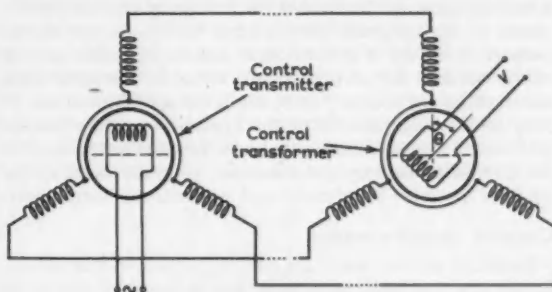 Control
transmitter
Control
transformer
θ
V